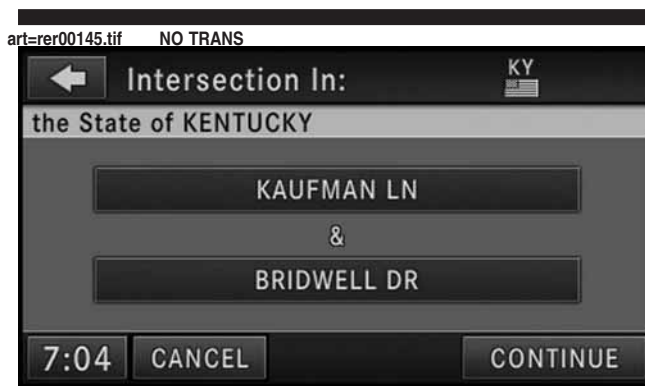 art=rer00145.tif NO TRANS
Intersection In: KY
the State of KENTUCKY
KAUFMAN LN
&
BRIDWELL DR
7:04 CANCEL CONTINUE